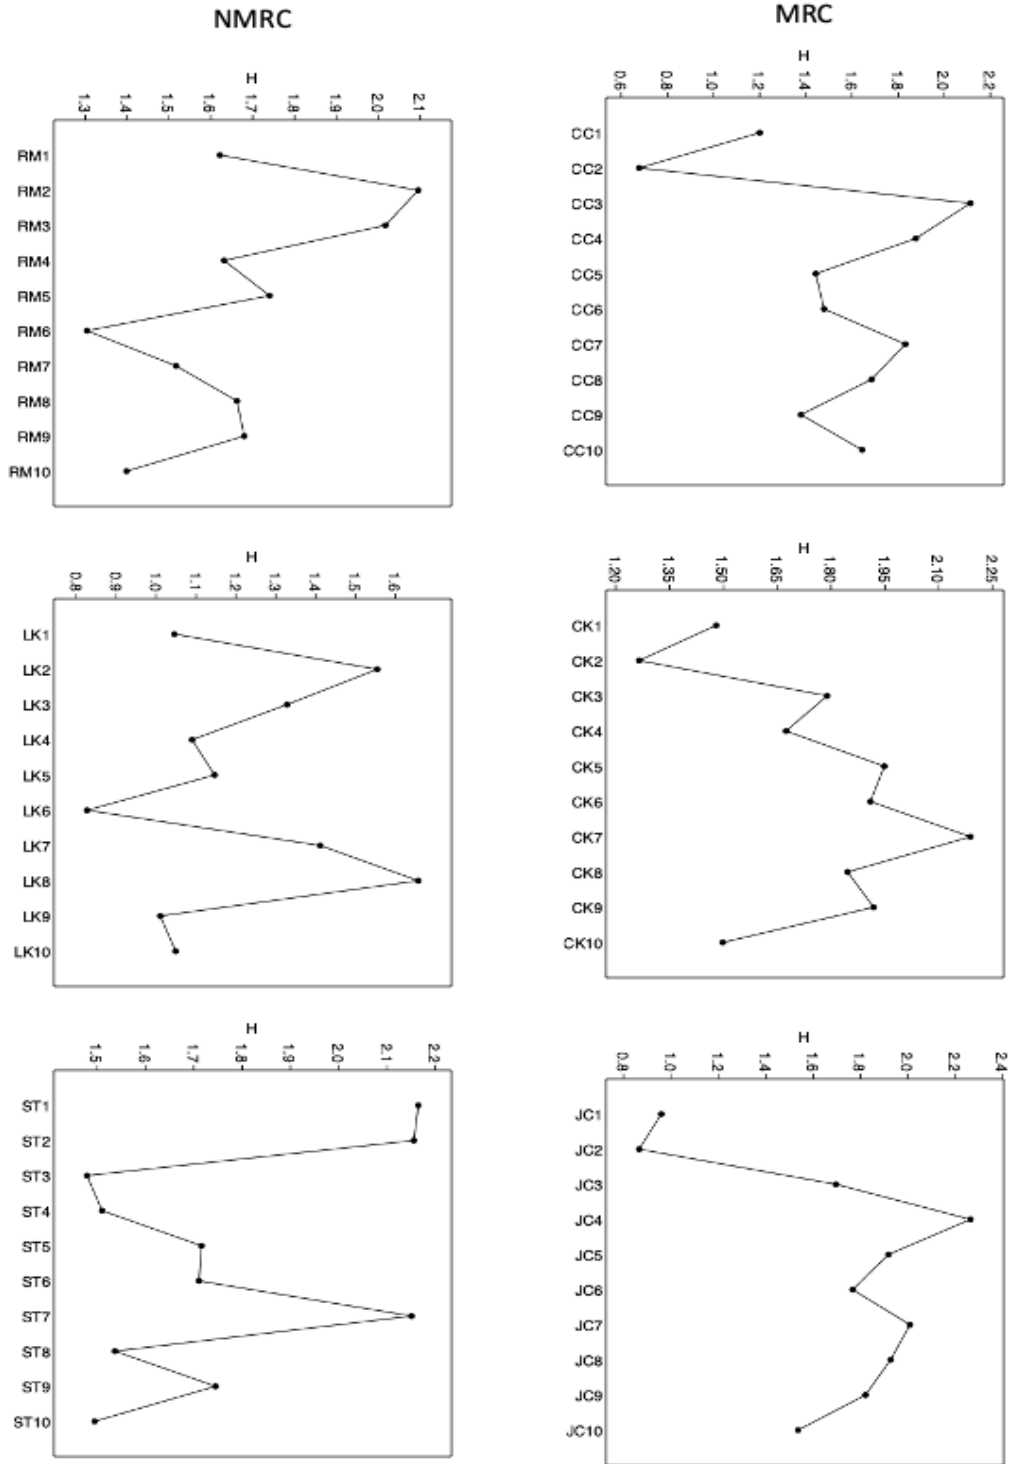 NMRC
MRC
H
1.3 1.4 1.5 1.6 1.7 1.8 1.9 2.0 2.1
RM1
RM2
RM3
RM4
RM5
RM6
RM7
RM8
RM9
RM10
H
0.6 0.8 1.0 1.2 1.4 1.6 1.8 2.0 2.2
CC1
CC2
CC3
CC4
CC5
CC6
CC7
CC8
CC9
CC10
H
0.8 0.9 1.0 1.1 1.2 1.3 1.4 1.5 1.6
LK1
LK2
LK3
LK4
LK5
LK6
LK7
LK8
LK9
LK10
H
1.20 1.35 1.50 1.65 1.80 1.95 2.10 2.25
CK1
CK2
CK3
CK4
CK5
CK6
CK7
CK8
CK9
CK10
H
1.5 1.6 1.7 1.8 1.9 2.0 2.1 2.2
ST1
ST2
ST3
ST4
ST5
ST6
ST7
ST8
ST9
ST10
H
0.8 1.0 1.2 1.4 1.6 1.8 2.0 2.2 2.4
JC1
JC2
JC3
JC4
JC5
JC6
JC7
JC8
JC9
JC10